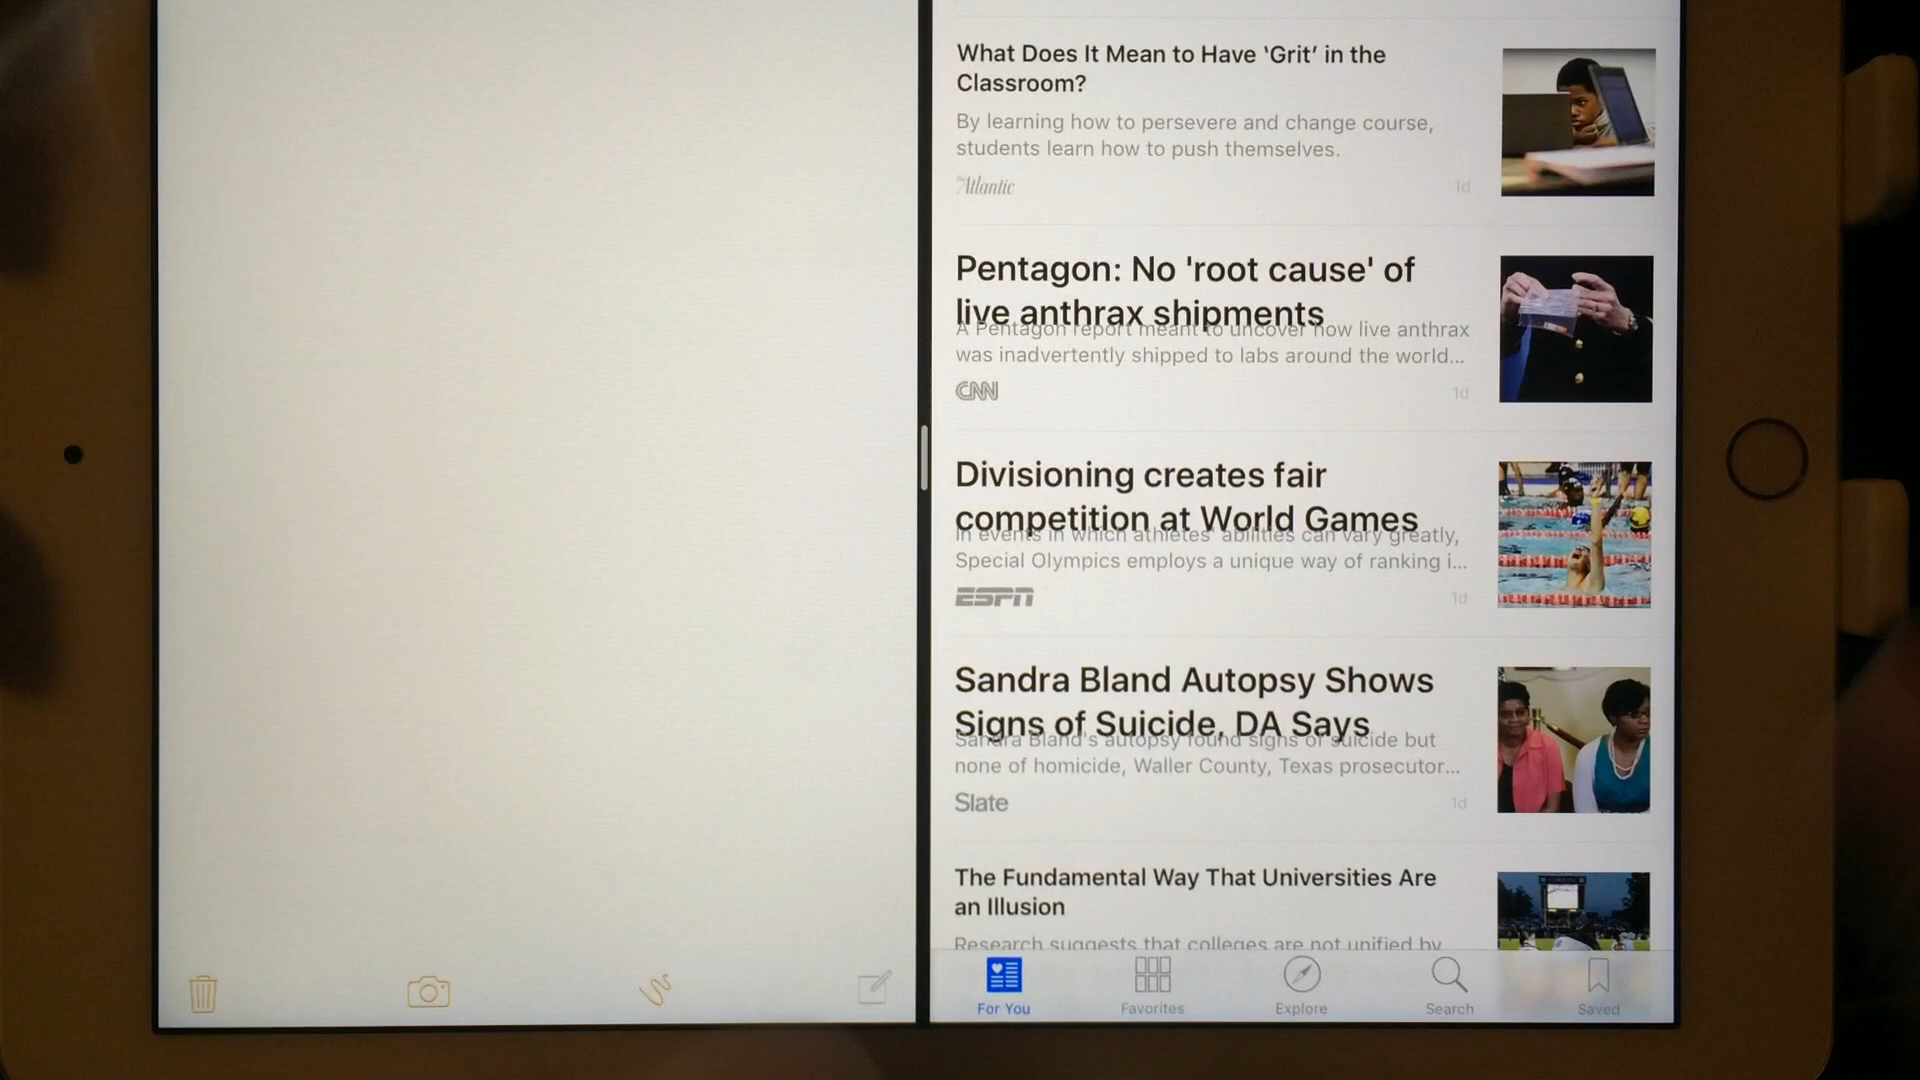 What Does It Mean to Have ‘Grit’ in the
Classroom?
By learning how to persevere and change course,
students learn how to push themselves.
The Atlantic
1d
Pentagon: No 'root cause' of
live anthrax shipments
A Pentagon report meant to uncover how live anthrax
was inadvertently shipped to labs around the world...
CNN
1d
Divisioning creates fair
competition at World Games
In events in which athletes' abilities can vary greatly,
Special Olympics employs a unique way of ranking i...
ESPN
1d
Sandra Bland Autopsy Shows
Signs of Suicide, DA Says
Sandra Bland's autopsy found signs of suicide but
none of homicide, Waller County, Texas prosecutor...
Slate
1d
The Fundamental Way That Universities Are
an Illusion
Research suggests that colleges are not unified by
For You
Favorites
Explore
Search
Saved